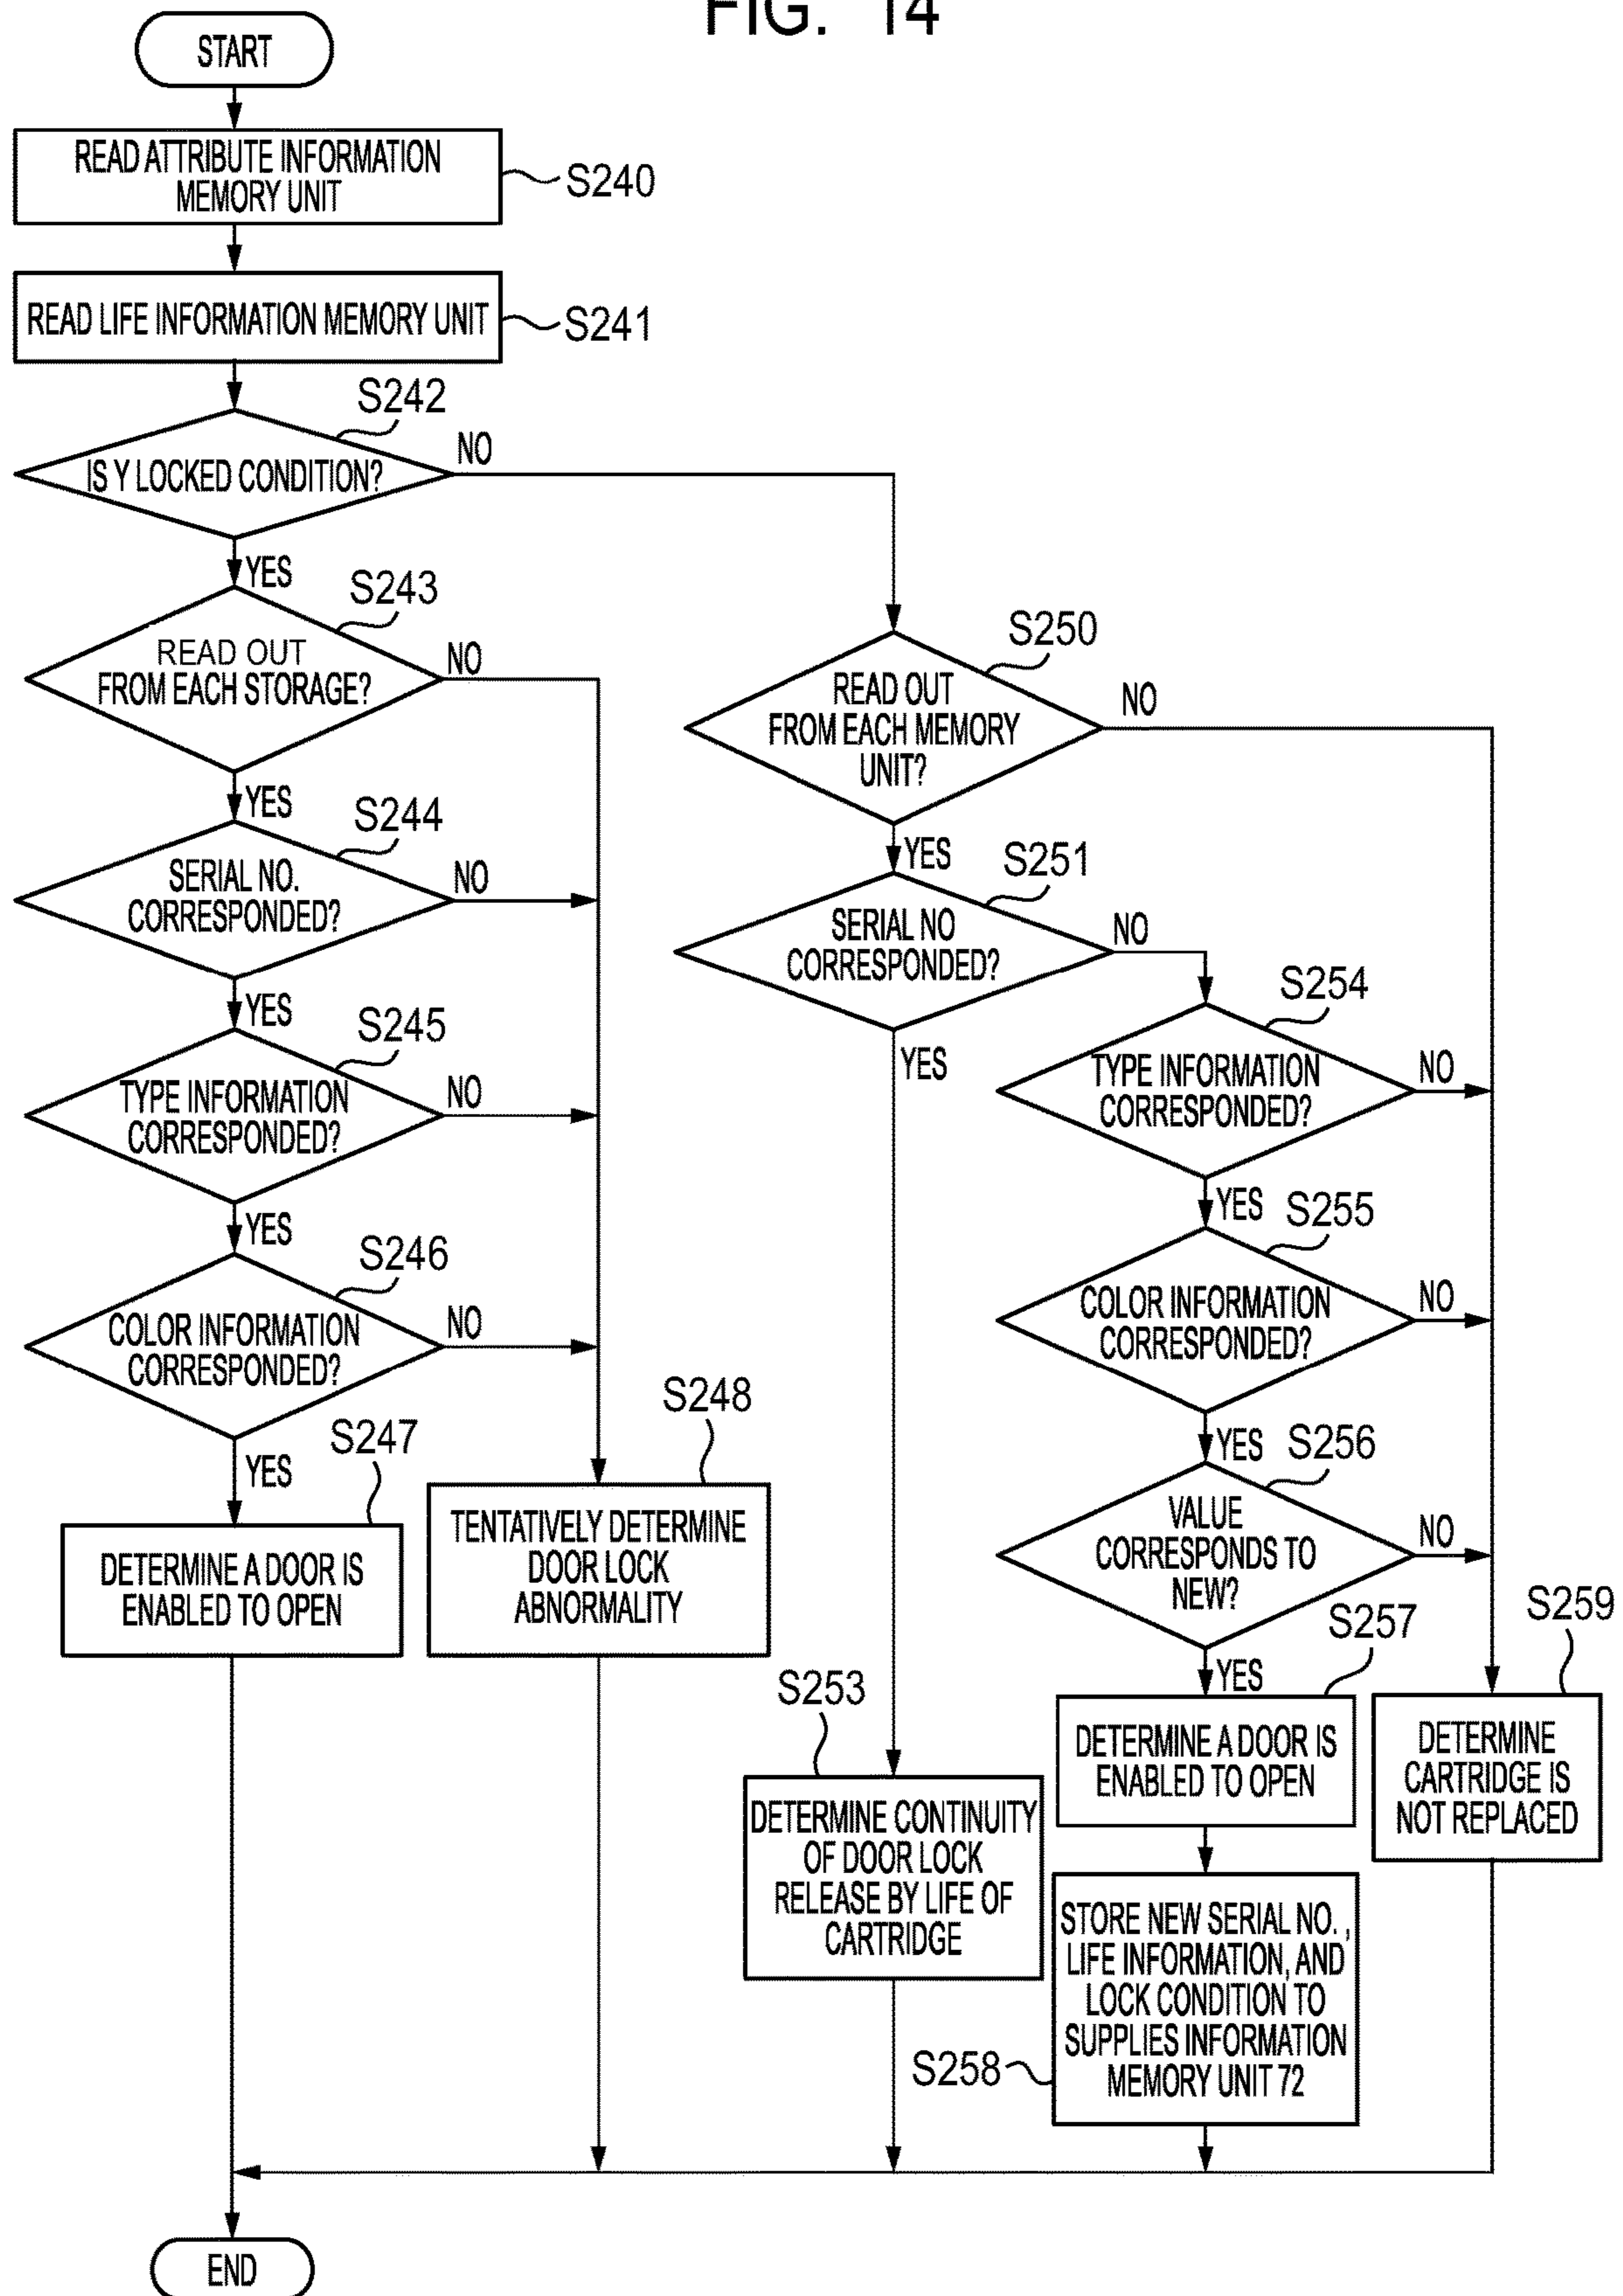 FIG. 14
START
READ ATTRIBUTE INFORMATION
MEMORY UNIT
S240
READ LIFE INFORMATION MEMORY UNIT
S241
S242
IS Y LOCKED CONDITION?
NO
YES
S243
READ OUT
FROM EACH STORAGE?
NO
YES
S244
SERIAL NO.
CORRESPONDED?
NO
YES
S245
TYPE INFORMATION
CORRESPONDED?
NO
YES
S246
COLOR INFORMATION
CORRESPONDED?
NO
YES
S247
DETERMINE A DOOR IS
ENABLED TO OPEN
S248
TENTATIVELY DETERMINE
DOOR LOCK
ABNORMALITY
S250
READ OUT
FROM EACH MEMORY
UNIT?
NO
YES
S251
SERIAL NO
CORRESPONDED?
NO
YES
S253
DETERMINE CONTINUITY
OF DOOR LOCK
RELEASE BY LIFE OF
CARTRIDGE
S254
TYPE INFORMATION
CORRESPONDED?
NO
YES
S255
COLOR INFORMATION
CORRESPONDED?
NO
YES
S256
VALUE
CORRESPONDS TO
NEW?
NO
YES
S257
DETERMINE A DOOR IS
ENABLED TO OPEN
S258
STORE NEW SERIAL NO. ,
LIFE INFORMATION, AND
LOCK CONDITION TO
SUPPLIES INFORMATION
MEMORY UNIT 72
S259
DETERMINE
CARTRIDGE IS
NOT REPLACED
END